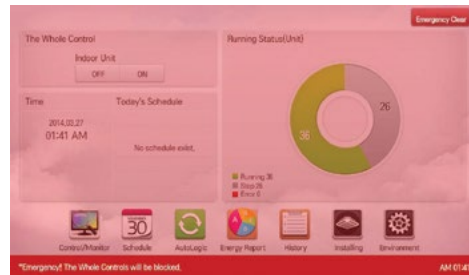 Emergency Clear
The Whole Control
Indoor Unit
OFF ON
Running Status(Unit)
36
26
Running 36
Stop 26
Error 0
Time
2014.03.27
01:41 AM
Today's Schedule
No schedule exist.
30
Control/Monitor Schedule AutoLogic Energy Report History Installing Environment
*Emergency! The Whole Controls will be blocked.
AM 01:41